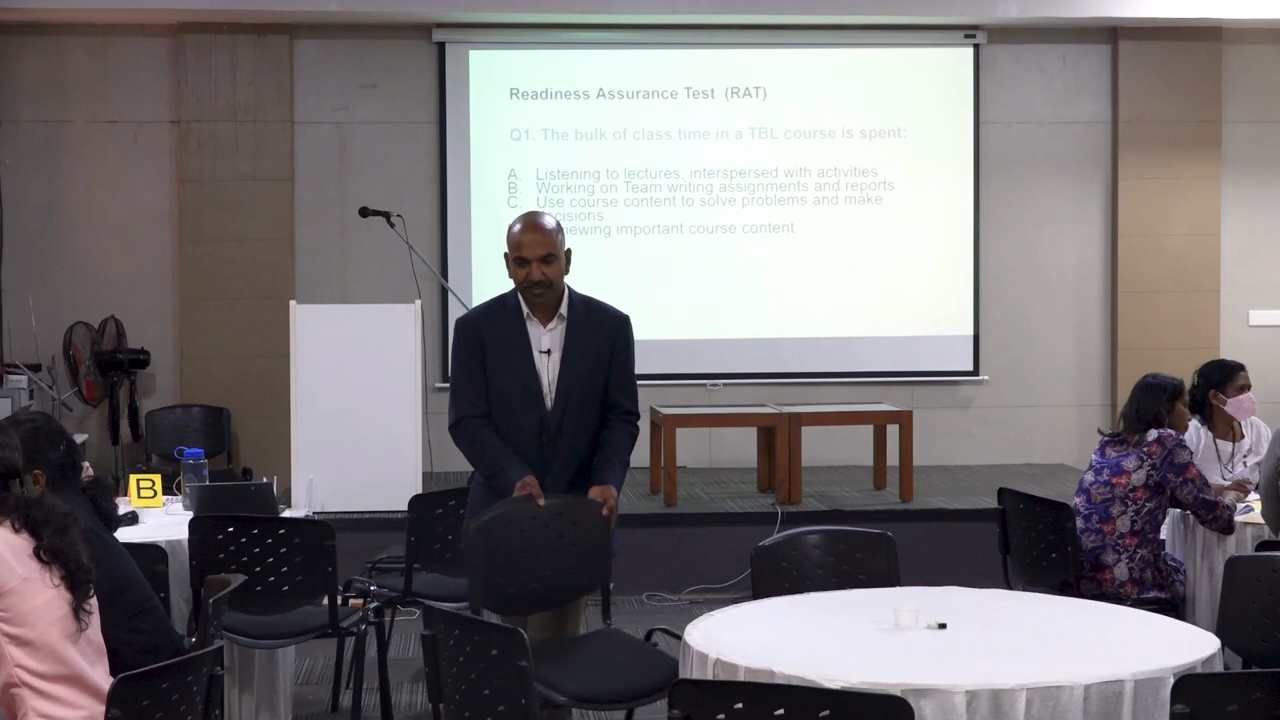 Readiness Assurance Test (RAT)
Q1. The bulk of class time in a TBL course is spent:
A. Listening to lectures, interspersed with activities
B. Working on Team writing assignments and reports
C. Use course content to solve problems and make
important course content
B